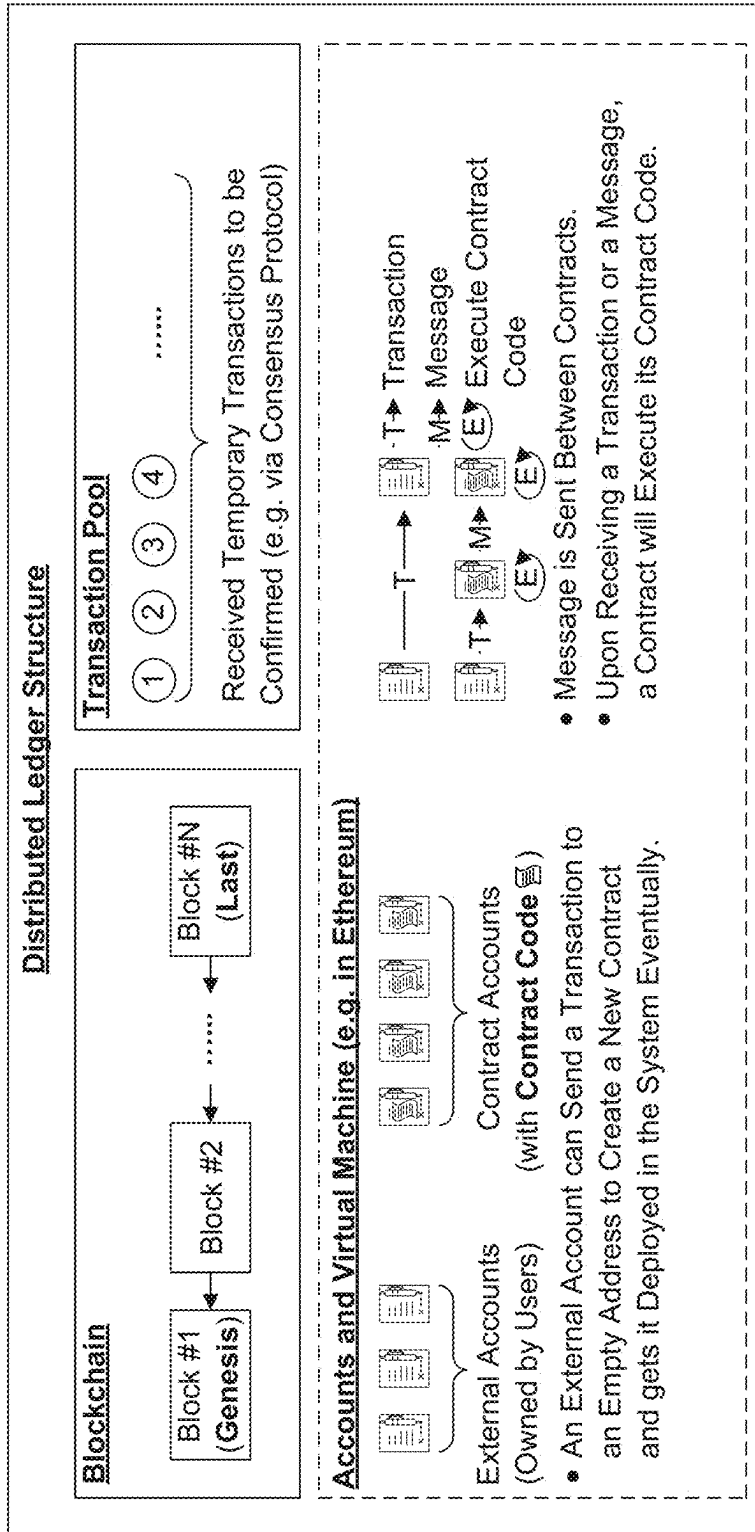 Distributed Ledger Structure
Blockchain
Block #1
(Genesis)
Block #2
......
Block #N
(Last)
Transaction Pool
1 2 3 4 ......
Received Temporary Transactions to be
Confirmed (e.g. via Consensus Protocol)
Accounts and Virtual Machine (e.g. in Ethereum)
External Accounts
(Owned by Users)
Contract Accounts
(with Contract Code )
• An External Account can Send a Transaction to
an Empty Address to Create a New Contract
and gets it Deployed in the System Eventually.
T
T M
E E
T Transaction
M Message
E Execute Contract
Code
• Message is Sent Between Contracts.
• Upon Receiving a Transaction or a Message,
a Contract will Execute its Contract Code.